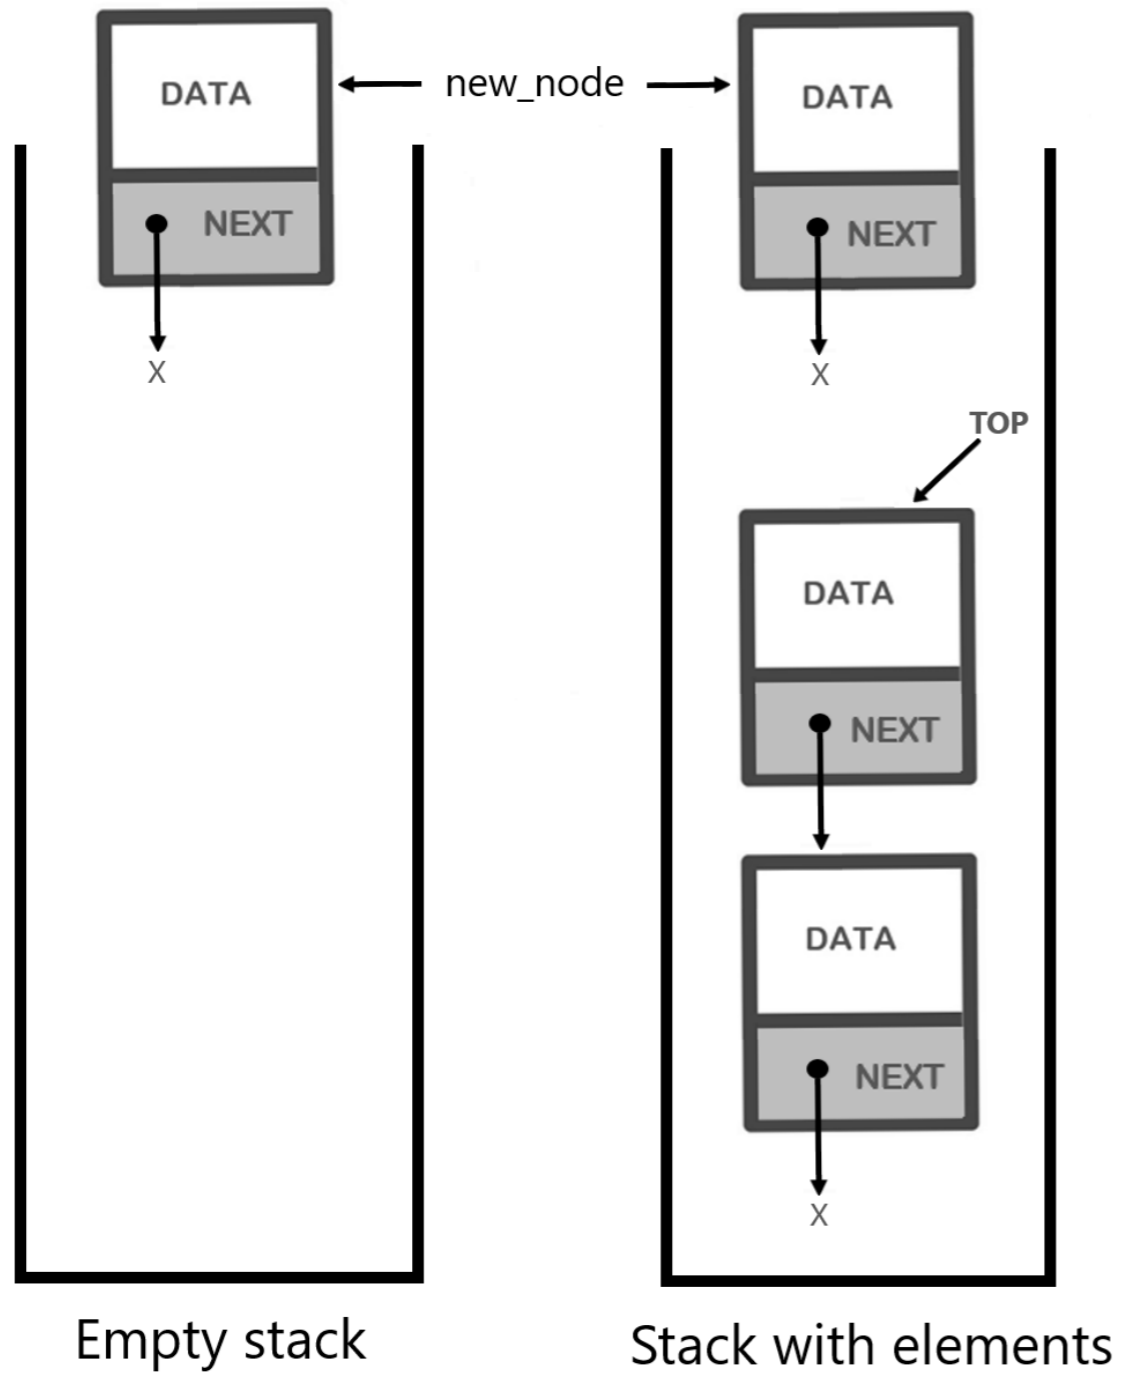 DATA
new_node
DATA
NEXT
NEXT
X
X
TOP
DATA
NEXT
DATA
NEXT
X
Empty stack
Stack with elements